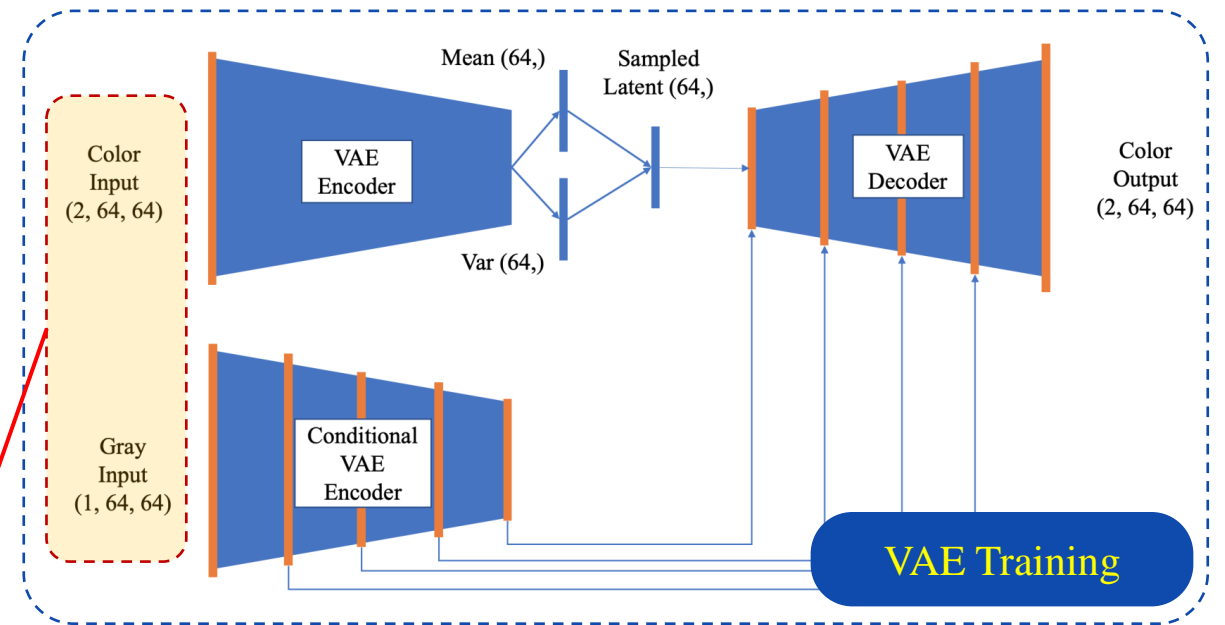 Color
Input
(2, 64, 64)
VAE
Encoder
Mean (64,)
Var (64,)
Sampled
Latent (64,)
VAE
Decoder
Color
Output
(2, 64, 64)
Gray
Input
(1, 64, 64)
Conditional
VAE
Encoder
VAE Training